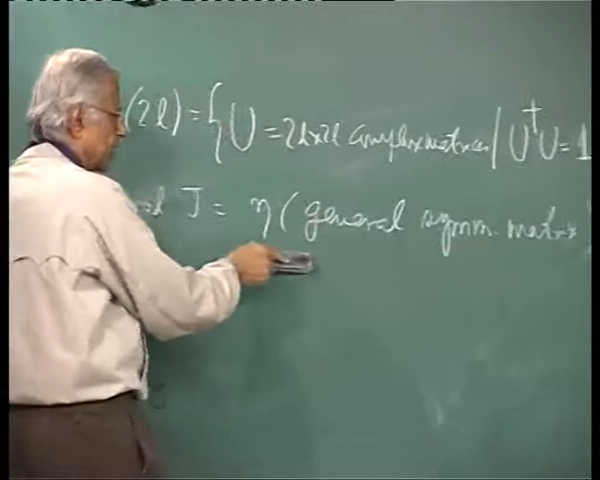 (2l) = { U = 2l×2l complex matrices | U†U = 1
J = η ( general symm. matrix )